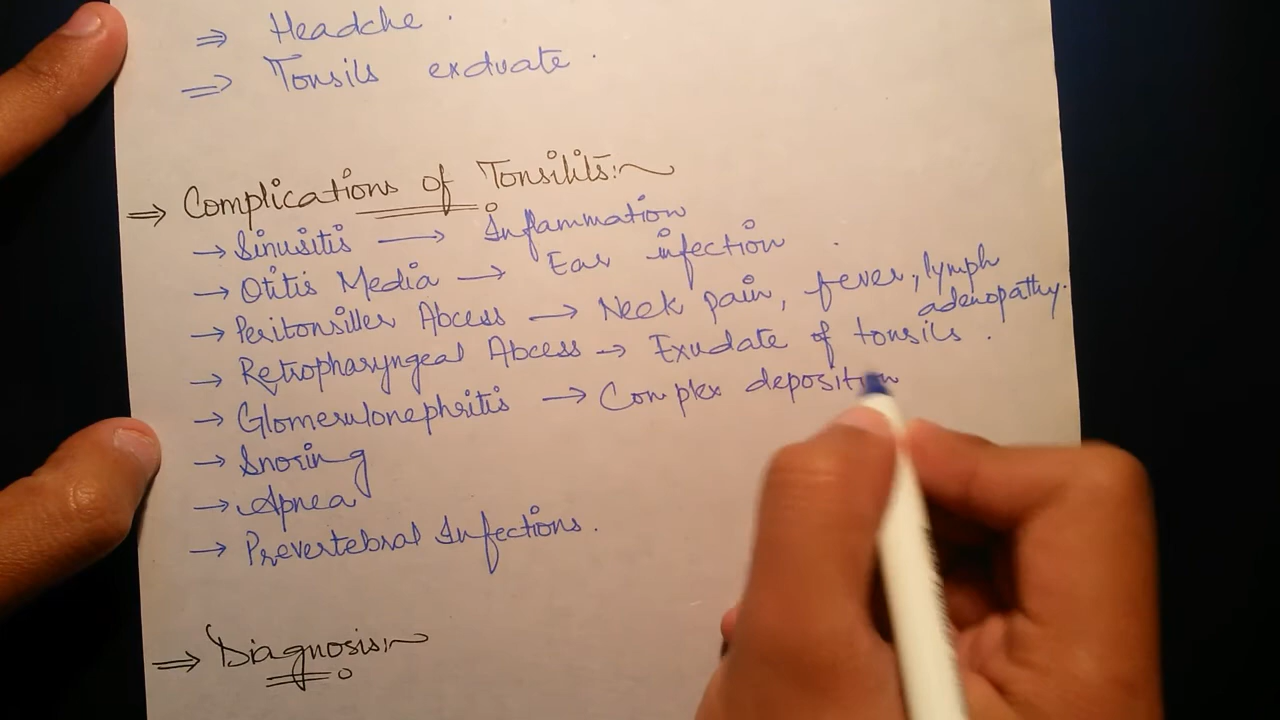 ⇒ Headche.
⇒ Tonsils exduate.
⇒ Complications of Tonsilits:~
→ Sinusitis → Inflammation
→ Otitis Media → Ear infection
→ Peritonsiller Abcess → Neck pain, fever, lymph adenopathy.
→ Retropharyngeal Abcess → Exudate of tonsils.
→ Glomerulonephritis → Complex deposition
→ Snoring
→ Apnea
→ Prevertebral Infections.
⇒ Diagnosis:~